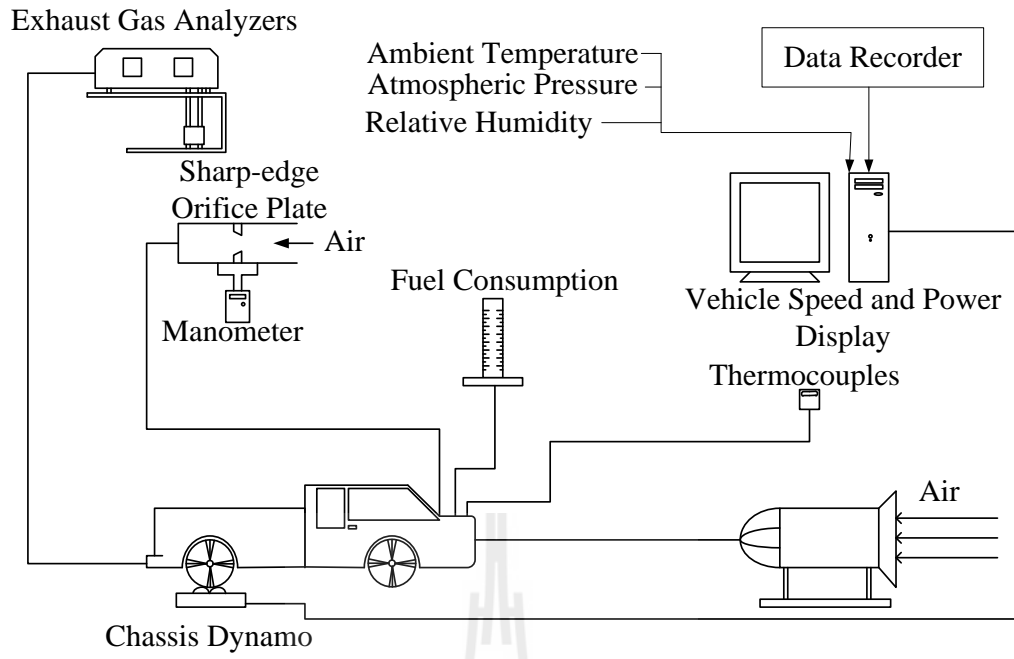 Exhaust Gas Analyzers
Ambient Temperature
Atmospheric Pressure
Relative Humidity
Data Recorder
Sharp-edge
Orifice Plate
Air
Manometer
Fuel Consumption
Vehicle Speed and Power
Display
Thermocouples
Air
Chassis Dynamo